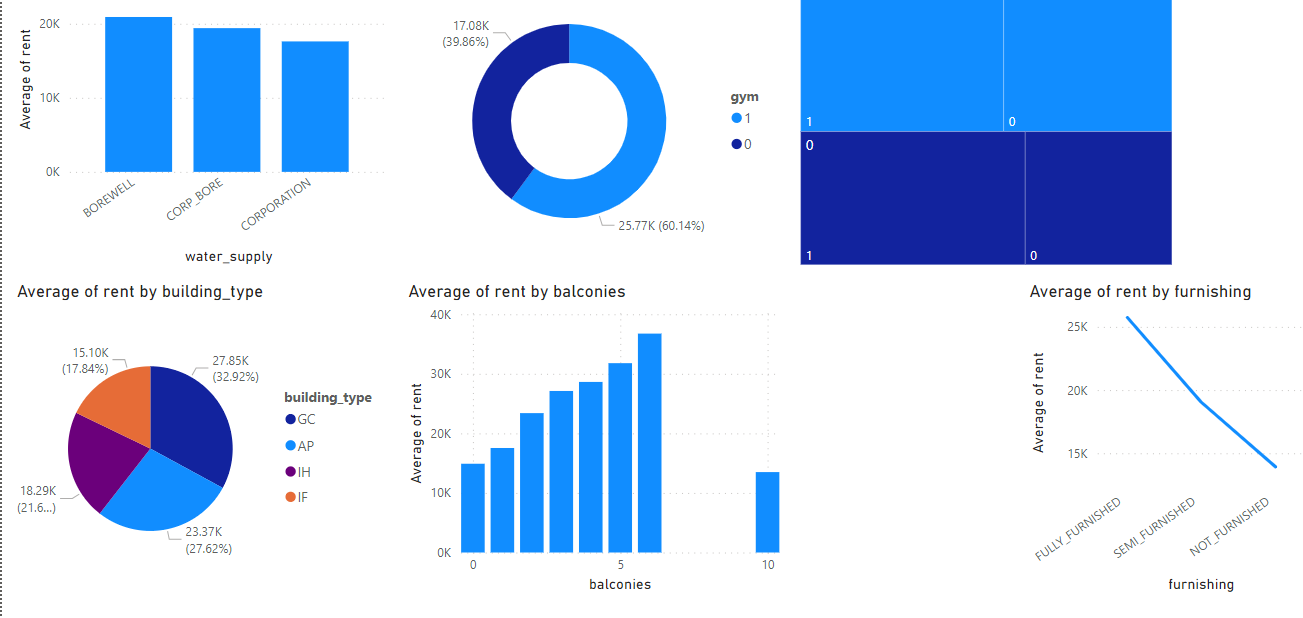 20K
10K
0K
Average of rent
BOREWELL
CORP_BORE
CORPORATION
water_supply
17.08K
(39.86%)
25.77K (60.14%)
gym
1
0
1
0
0
1
0
Average of rent by building_type
15.10K
(17.84%)
27.85K
(32.92%)
18.29K
(21.6...)
23.37K
(27.62%)
building_type
GC
AP
IH
IF
Average of rent by balconies
40K
30K
20K
10K
0K
Average of rent
0
5
10
balconies
Average of rent by furnishing
25K
20K
15K
Average of rent
FULLY_FURNISHED
SEMI_FURNISHED
NOT_FURNISHED
furnishing